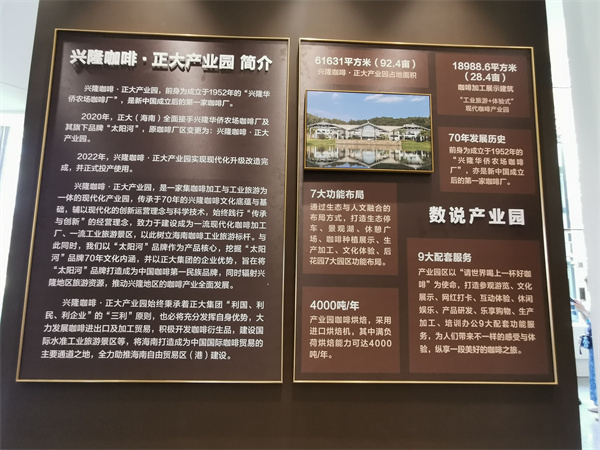 兴隆咖啡·正大产业园 简介
兴隆咖啡·正大产业园，前身为成立于1952年的“兴隆华
侨农场咖啡厂”，是新中国成立后的第一家咖啡厂。
2020年，正大（海南）全面接手兴隆华侨农场咖啡厂及
其旗下品牌“太阳河”，原咖啡厂区变更为：兴隆咖啡·正大
产业园。
2022年，兴隆咖啡·正大产业园实现现代化升级改造完
成，并正式投产使用。
兴隆咖啡·正大产业园，是一家集咖啡加工与工业旅游为
一体的现代化产业园，传承于70年的兴隆咖啡文化底蕴与基
础，辅以现代化的创新运营理念与科学技术，始终践行“传承
与创新”的经营理念，致力于建设成为一流现代化咖啡加工
厂、一流工业旅游景区，以此树立海南咖啡工业旅游标杆。与
此同时，我们以“太阳河”品牌作为产品核心，挖掘“太阳
河”品牌70年文化内涵，并以正大集团的企业优势，旨在将
“太阳河”品牌打造成为中国咖啡第一民族品牌，同时辐射兴
隆地区旅游资源，推动兴隆地区的咖啡产业全面发展。
兴隆咖啡·正大产业园始终秉承着正大集团“利国、利
民、利企业”的“三利”原则，也必将充分发挥自身优势，大
力发展咖啡进出口及加工贸易，积极开发咖啡衍生品，建设国
际水准工业旅游景区等，将海南打造成为中国国际咖啡贸易的
主要通道之地，全力助推海南自由贸易区（港）建设。
61631平方米（92.4亩）
兴隆咖啡·正大产业园占地面积
18988.6平方米
（28.4亩）
咖啡加工展示建筑
“工业旅游+体验式”
现代咖啡产业园
70年发展历史
前身为成立于1952年的
“兴隆华侨农场咖啡
厂”，亦是新中国成立
后的第一家咖啡厂。
7大功能布局
通过生态与人文融合的
布局方式，打造生态停
车、景观湖、休憩广
场、咖啡种植展示、生
产加工、文化体验、后
花园7大园区功能布局。
数说产业园
4000吨/年
产业园咖啡烘焙，采用
进口烘焙机，其中满负
荷烘焙能力可达4000
吨/年。
9大配套服务
产业园区以“请世界喝上一杯好咖
啡”为使命，打造参观游览、文化
展示、网红打卡、互动体验、休闲
娱乐、产品研发、乐享购物、生产
加工、培训办公9大配套功能服
务，为人们带来不一样的感受与体
验，纵享一段美好的咖啡之旅。